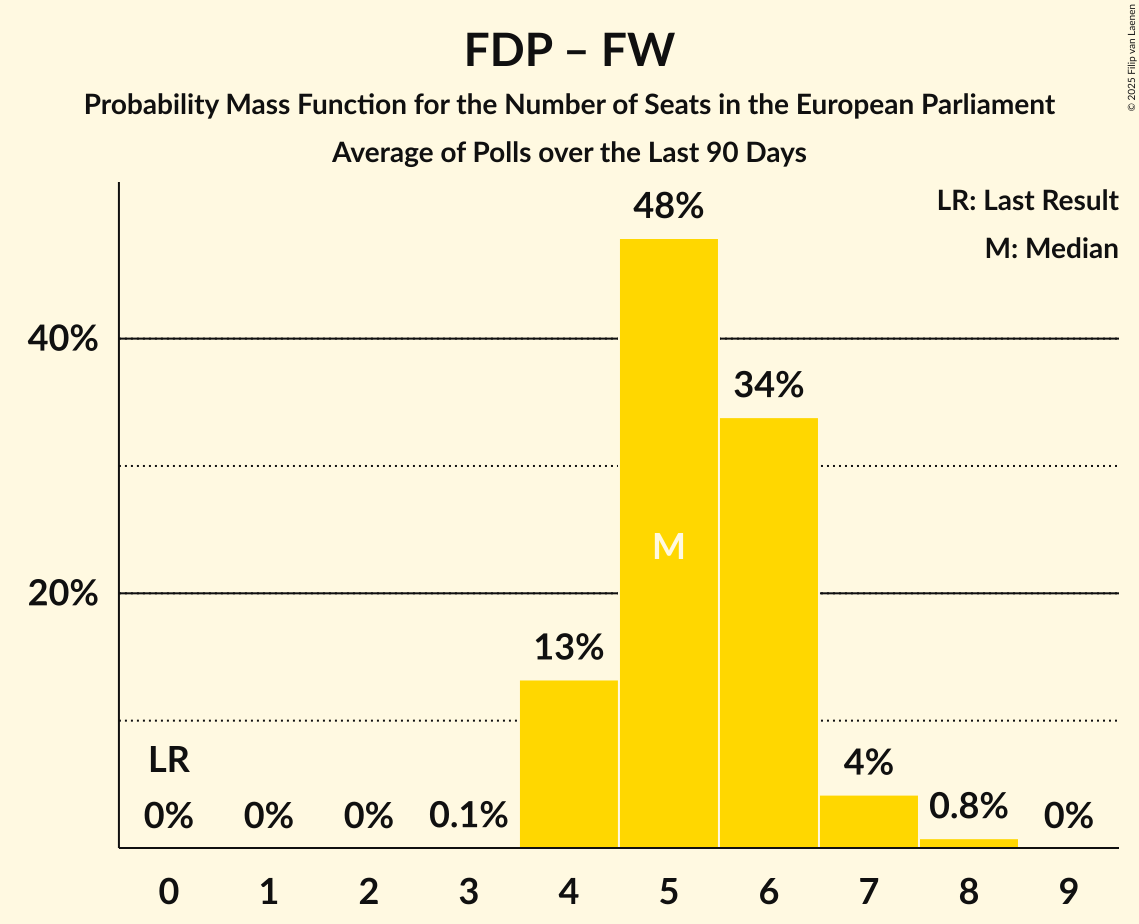 FDP – FW
Probability Mass Function for the Number of Seats in the European Parliament
Average of Polls over the Last 90 Days
© 2025 Filip van Laenen
LR: Last Result
M: Median
48%
40%
34%
M
20%
13%
LR
4%
0% 0% 0% 0.1% 0.8% 0%
0 1 2 3 4 5 6 7 8 9